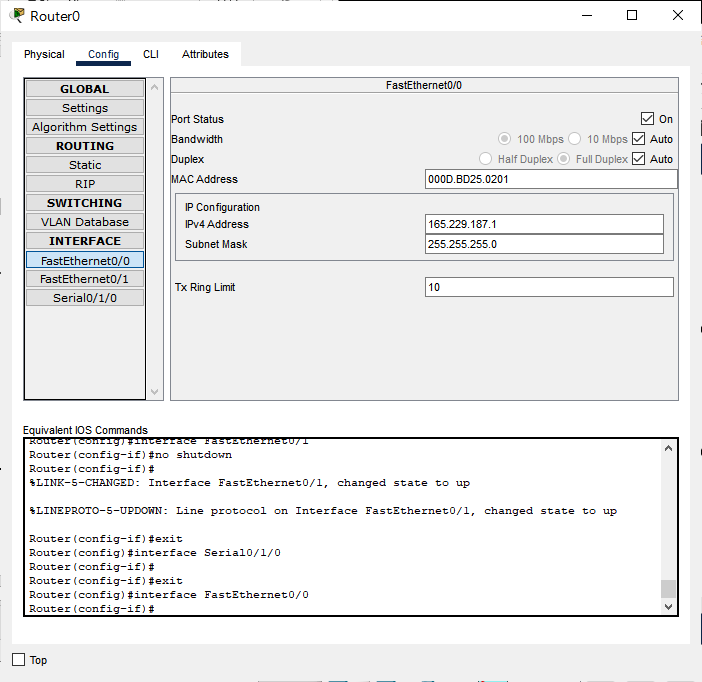 Router0
Physical Config CLI Attributes
GLOBAL
Settings
Algorithm Settings
ROUTING
Static
RIP
SWITCHING
VLAN Database
INTERFACE
FastEthernet0/0
FastEthernet0/1
Serial0/1/0
FastEthernet0/0
Port Status On
Bandwidth 100 Mbps 10 Mbps Auto
Duplex Half Duplex Full Duplex Auto
MAC Address 000D.BD25.0201
IP Configuration
IPv4 Address 165.229.187.1
Subnet Mask 255.255.255.0
Tx Ring Limit 10
Equivalent IOS Commands
Router(config)#interface FastEthernet0/1
Router(config-if)#no shutdown
Router(config-if)#
%LINK-5-CHANGED: Interface FastEthernet0/1, changed state to up
%LINEPROTO-5-UPDOWN: Line protocol on Interface FastEthernet0/1, changed state to up
Router(config-if)#exit
Router(config)#interface Serial0/1/0
Router(config-if)#
Router(config-if)#exit
Router(config)#interface FastEthernet0/0
Router(config-if)#
Top